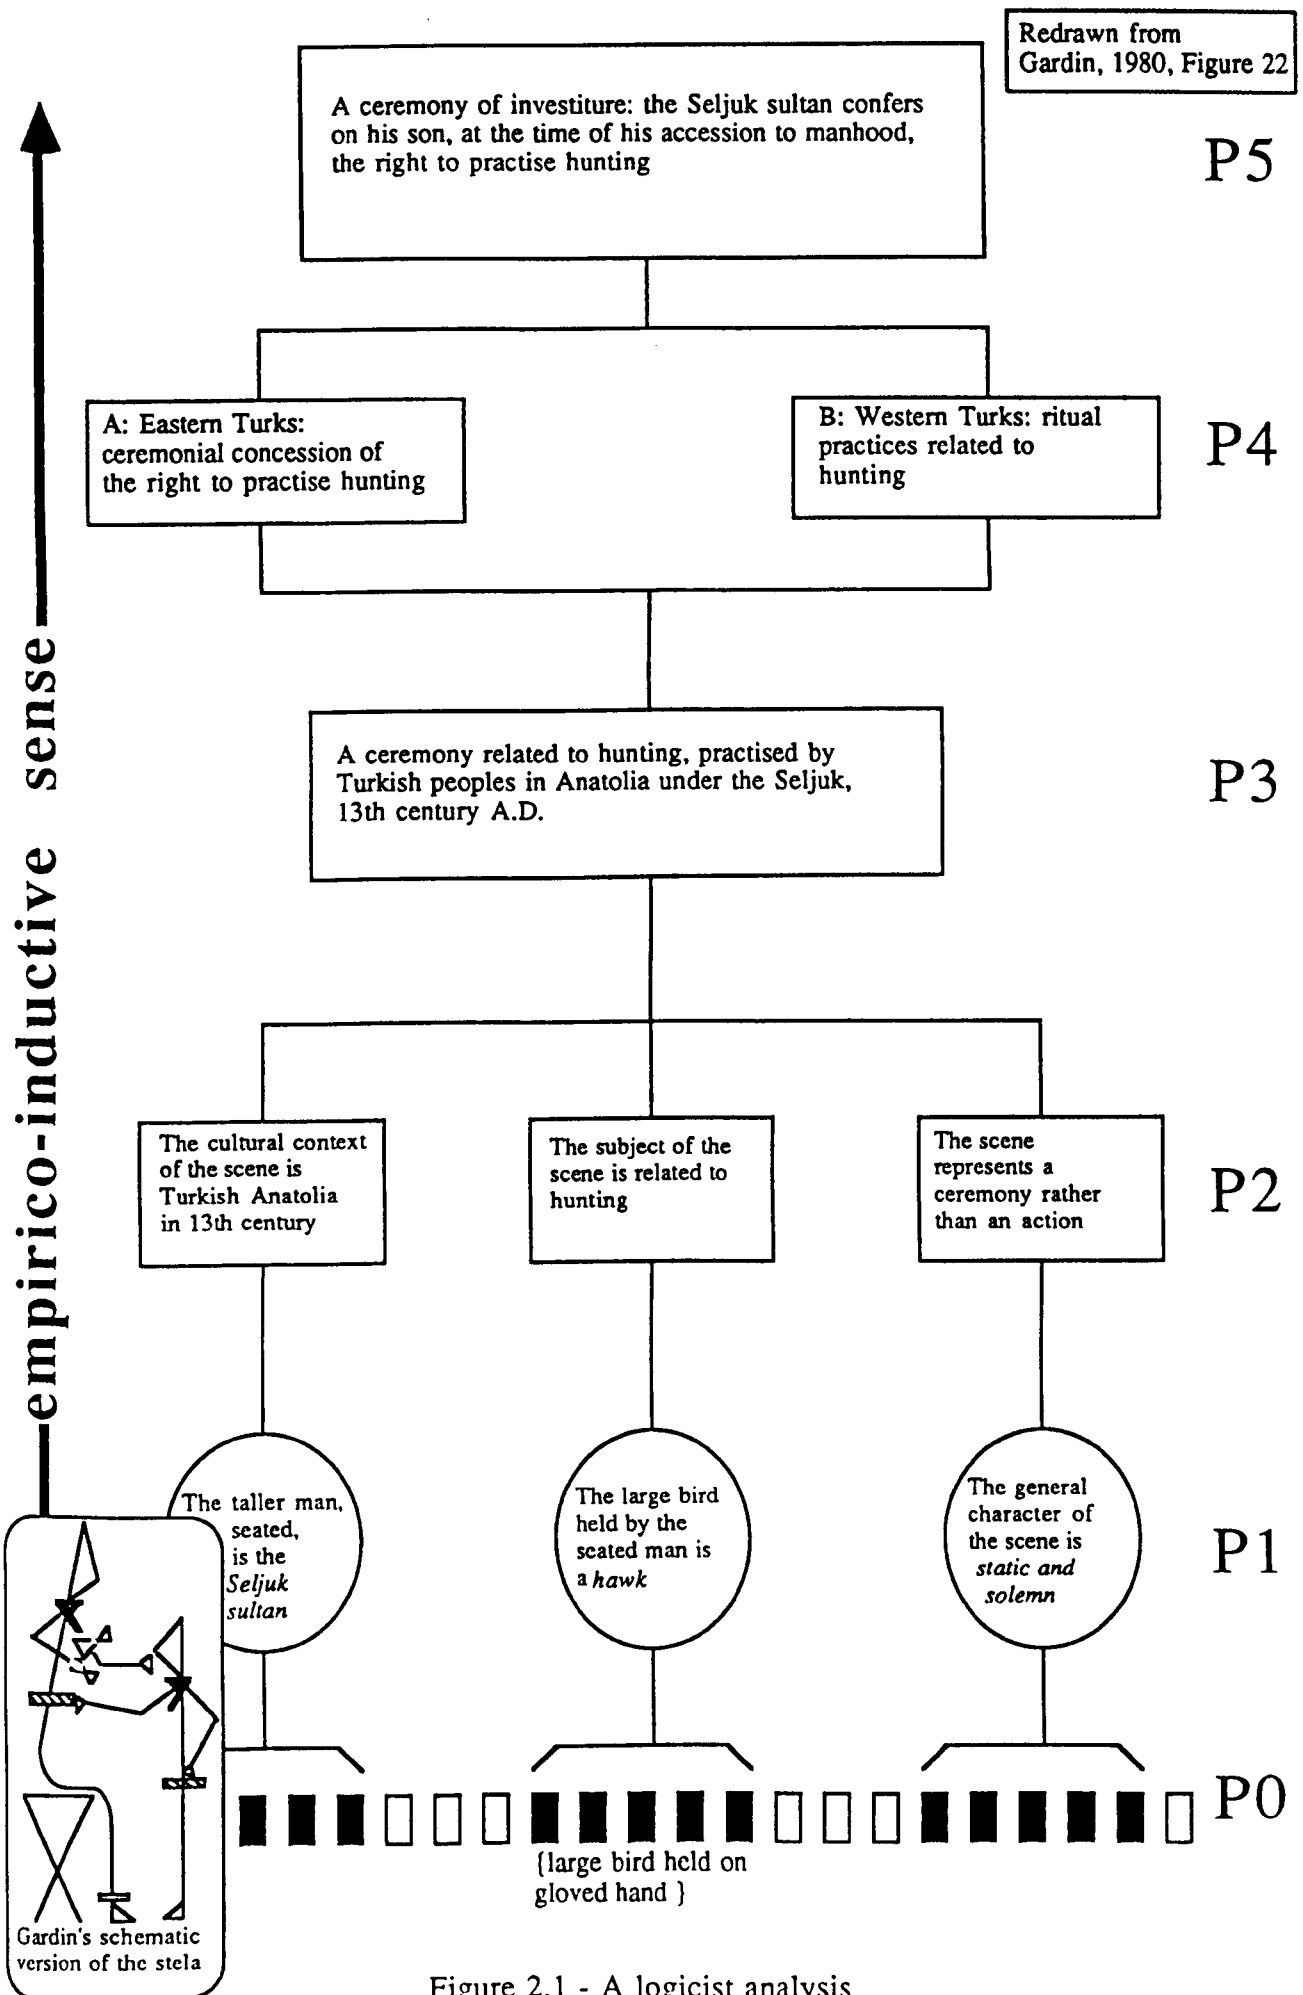 Redrawn from
Gardin, 1980, Figure 22
A ceremony of investiture: the Seljuk sultan confers
on his son, at the time of his accession to manhood,
the right to practise hunting
P5
A: Eastern Turks:
ceremonial concession of
the right to practise hunting
B: Western Turks: ritual
practices related to
hunting
P4
A ceremony related to hunting, practised by
Turkish peoples in Anatolia under the Seljuk,
13th century A.D.
P3
The cultural context
of the scene is
Turkish Anatolia
in 13th century
The subject of the
scene is related to
hunting
The scene
represents a
ceremony rather
than an action
P2
The taller man,
seated,
is the
Seljuk
sultan
The large bird
held by the
seated man is
a hawk
The general
character of
the scene is
static and
solemn
P1
P0
{large bird held on
gloved hand }
empirico-inductive sense
Gardin's schematic
version of the stela
Figure 2.1 - A logicist analysis